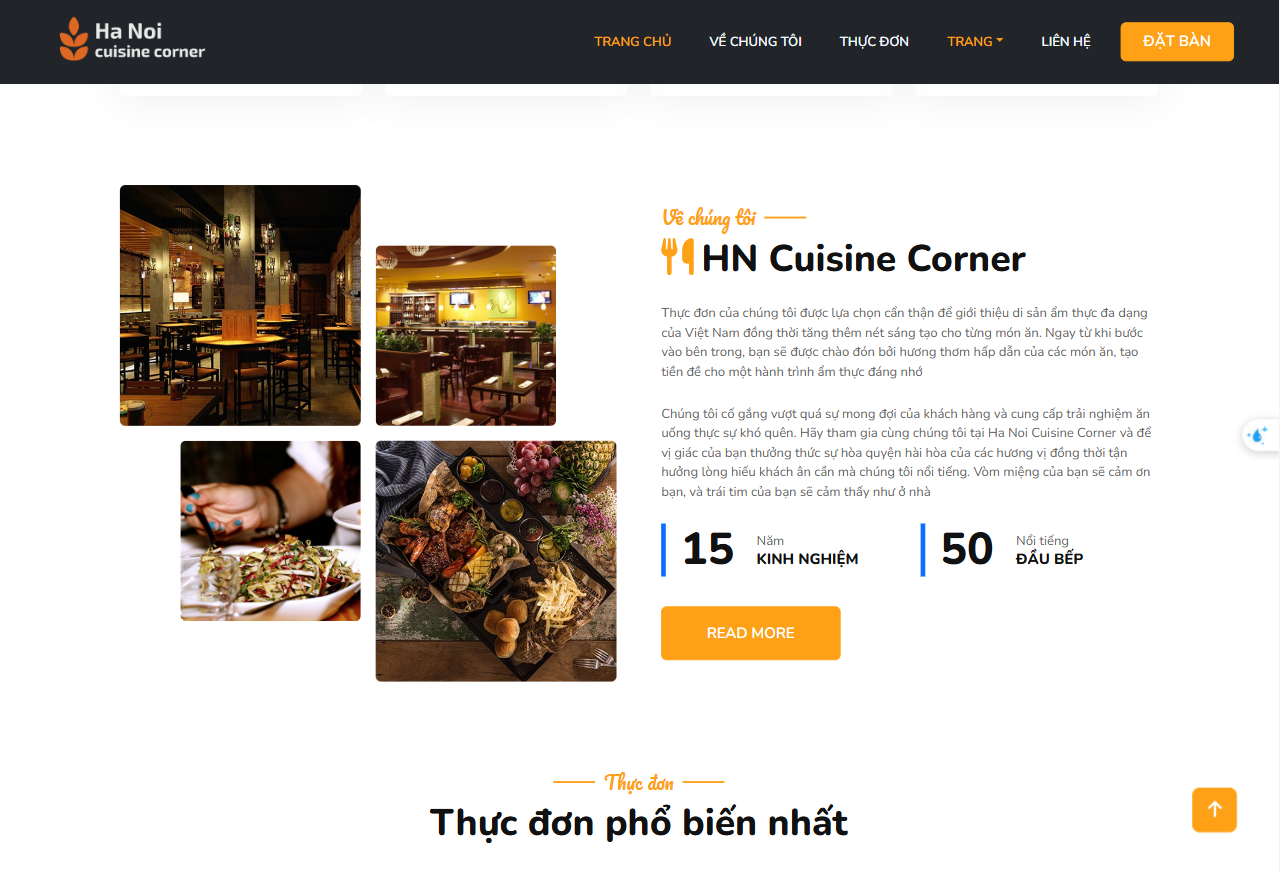 Ha Noi
cuisine corner
TRANG CHỦ VỀ CHÚNG TÔI THỰC ĐƠN TRANG LIÊN HỆ ĐẶT BÀN
Về chúng tôi
HN Cuisine Corner
Thực đơn của chúng tôi được lựa chọn cẩn thận để giới thiệu di sản ẩm thực đa dạng
của Việt Nam đồng thời tăng thêm nét sáng tạo cho từng món ăn. Ngay từ khi bước
vào bên trong, bạn sẽ được chào đón bởi hương thơm hấp dẫn của các món ăn, tạo
tiền đề cho một hành trình ẩm thực đáng nhớ
Chúng tôi cố gắng vượt quá sự mong đợi của khách hàng và cung cấp trải nghiệm ăn
uống thực sự khó quên. Hãy tham gia cùng chúng tôi tại Ha Noi Cuisine Corner và để
vị giác của bạn thưởng thức sự hòa quyện hài hòa của các hương vị đồng thời tận
hưởng lòng hiếu khách ân cần mà chúng tôi nổi tiếng. Vòm miệng của bạn sẽ cảm ơn
bạn, và trái tim của bạn sẽ cảm thấy như ở nhà
15 Năm
KINH NGHIỆM
50 Nổi tiếng
ĐẦU BẾP
READ MORE
Thực đơn
Thực đơn phổ biến nhất